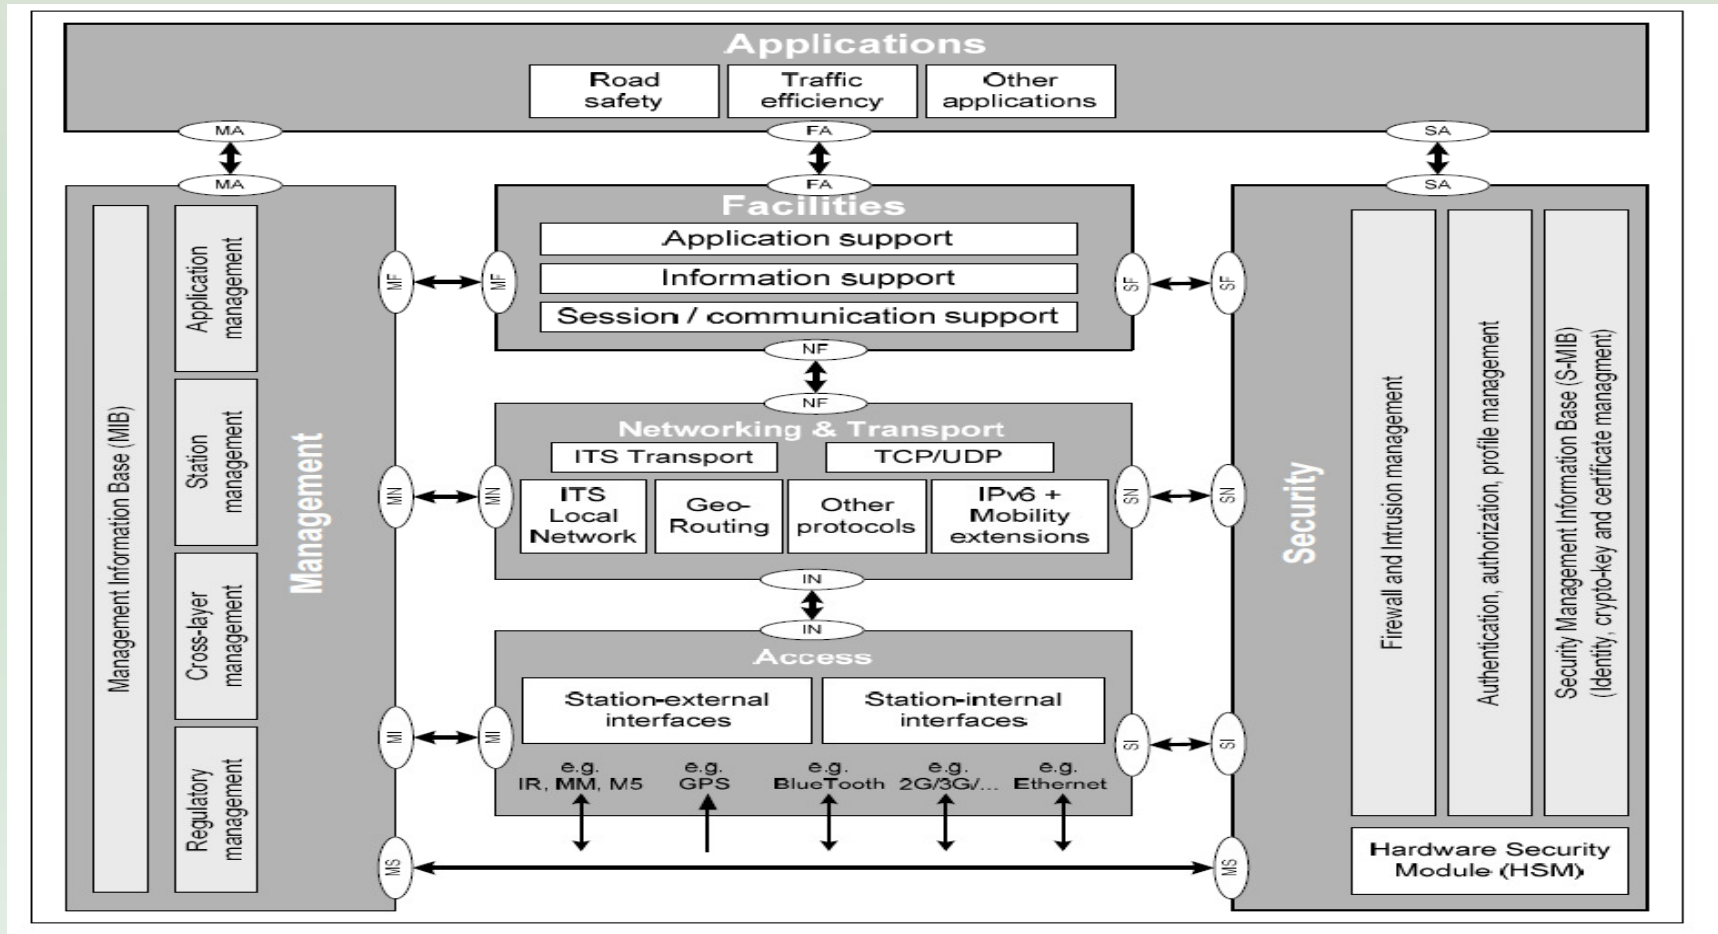 Applications
Road
safety
Traffic
efficiency
Other
applications
MA
FA
SA
MA
FA
SA
Management Information Base (MIB)
Application
management
Station
management
Cross-layer
management
Regulatory
management
Management
MF
MF
MN
MN
MI
MI
MS
Facilities
Application support
Information support
Session / communication support
NF
NF
Networking & Transport
ITS Transport
TCP/UDP
ITS
Local
Network
Geo-
Routing
Other
protocols
IPv6 +
Mobility
extensions
IN
IN
Access
Station-external
interfaces
Station-internal
interfaces
e.g.
IR, MM, M5
e.g.
GPS
e.g.
BlueTooth
e.g.
2G/3G/...
e.g.
Ethernet
SF
SF
SN
SN
SI
SI
MS
Security
Firewall and Intrusion management
Authentication, authorization, profile management
Security Management Information Base (S-MIB)
(Identity, crypto-key and certificate managment)
Hardware Security
Module (HSM)